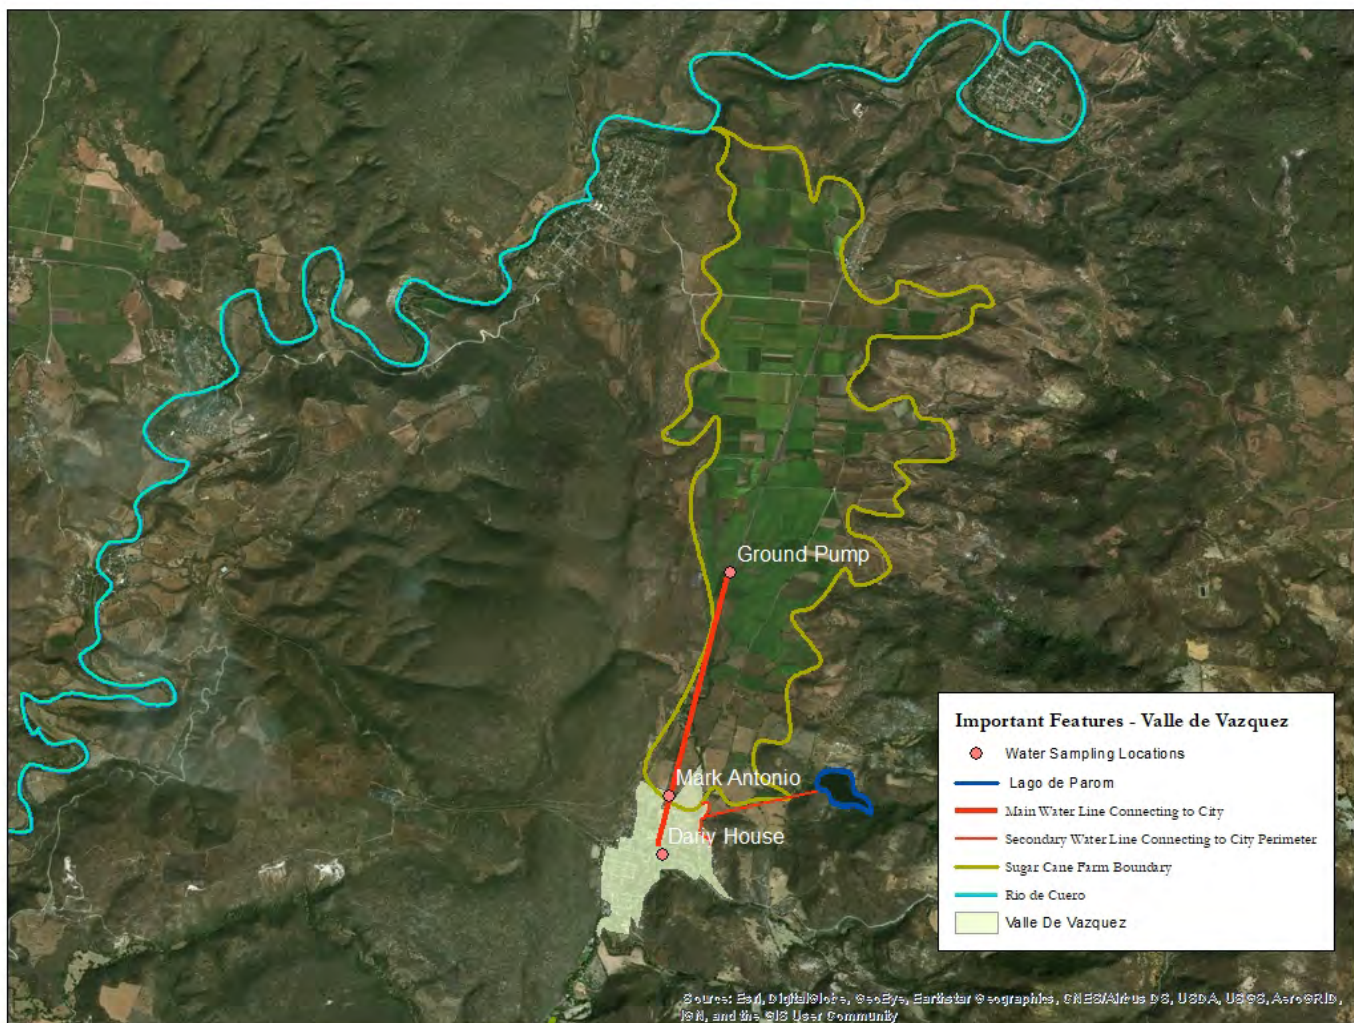 Ground Pump
Mark Antonio
Dany House
Important Features - Valle de Vazquez
Water Sampling Locations
Lago de Parom
Main Water Line Connecting to City
Secondary Water Line Connecting to City Perimeter
Sugar Cane Farm Boundary
Rio de Cuero
Valle De Vazquez
Source: Esri, DigitalGlobe, GeoEye, Earthstar Geographics, CNES/Airbus DS, USDA, USGS, AeroGRID,
IGN, and the GIS User Community